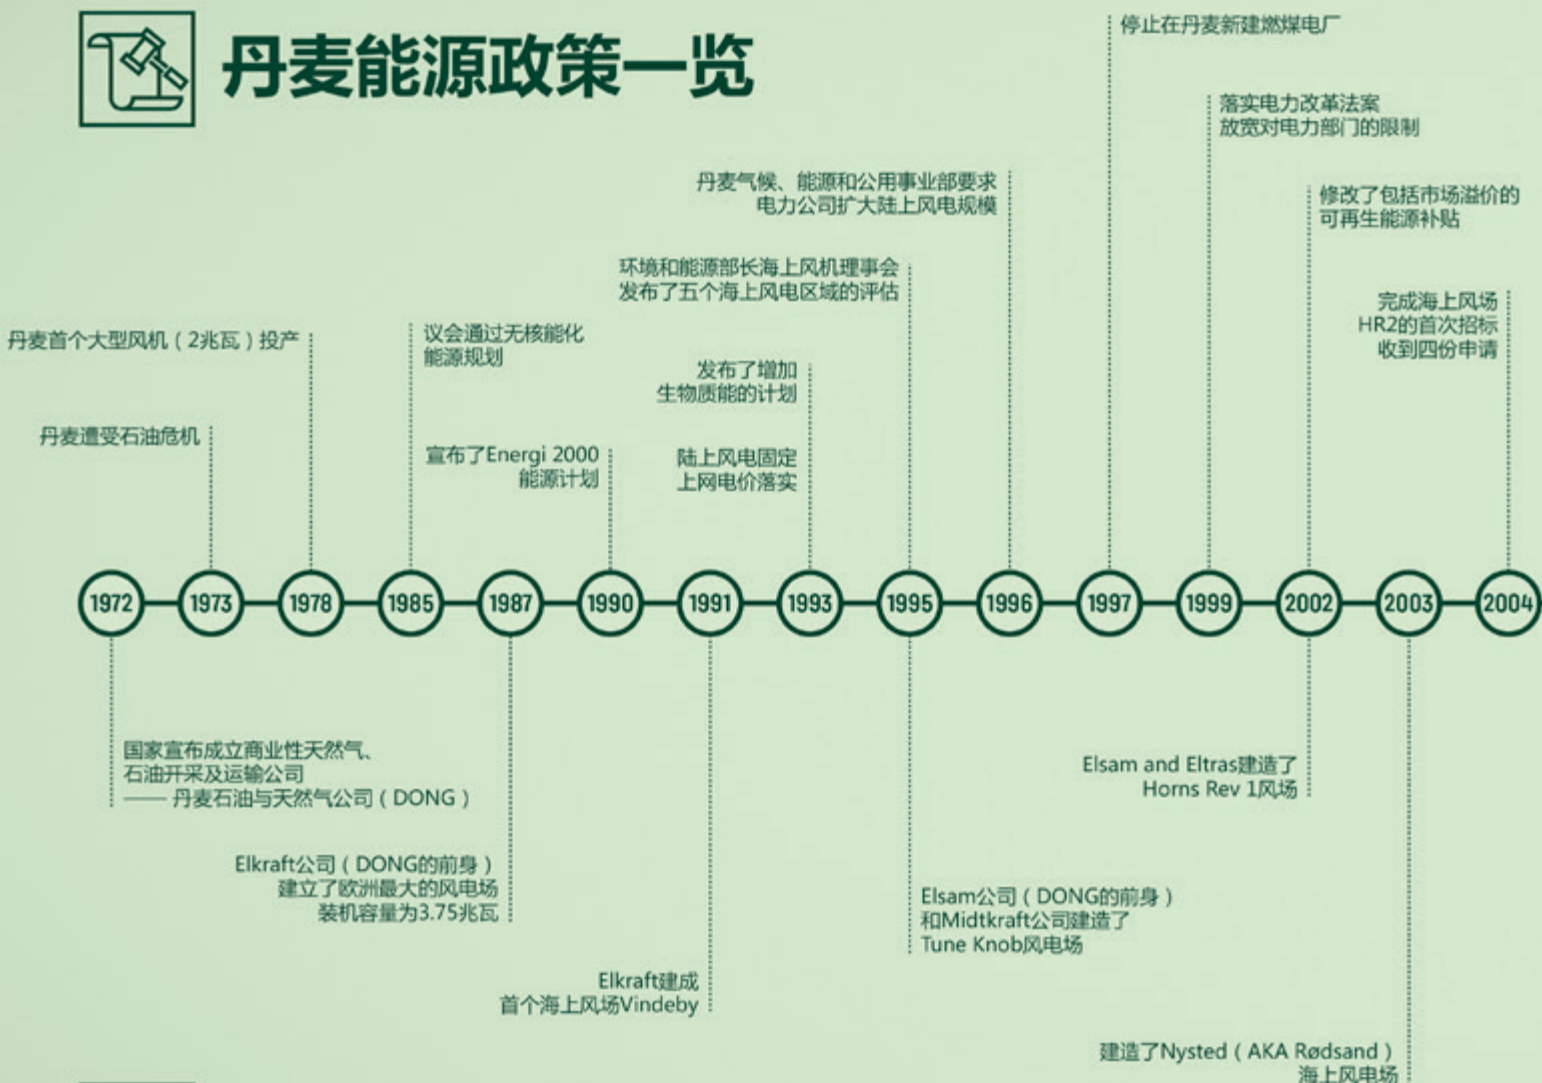 丹麦能源政策一览
停止在丹麦新建燃煤电厂
落实电力改革法案
放宽对电力部门的限制
丹麦气候、能源和公用事业部要求
电力公司扩大陆上风电规模
修改了包括市场溢价的
可再生能源补贴
环境和能源部长海上风机理事会
发布了五个海上风电区域的评估
完成海上风场
HR2的首次招标
收到四份申请
丹麦首个大型风机（2兆瓦）投产
议会通过无核能化
能源规划
发布了增加
生物质能的计划
丹麦遭受石油危机
宣布了Energi 2000
能源计划
陆上风电固定
上网电价落实
1972 1973 1978 1985 1987 1990 1991 1993 1995 1996 1997 1999 2002 2003 2004
国家宣布成立商业性天然气、
石油开采及运输公司
—— 丹麦石油与天然气公司（DONG）
Elsam and Eltras建造了
Horns Rev 1风场
Elkraft公司（DONG的前身）
建立了欧洲最大的风电场
装机容量为3.75兆瓦
Elsam公司（DONG的前身）
和Midtkraft公司建造了
Tune Knob风电场
Elkraft建成
首个海上风场Vindeby
建造了Nysted（AKA Rødsand）
海上风电场